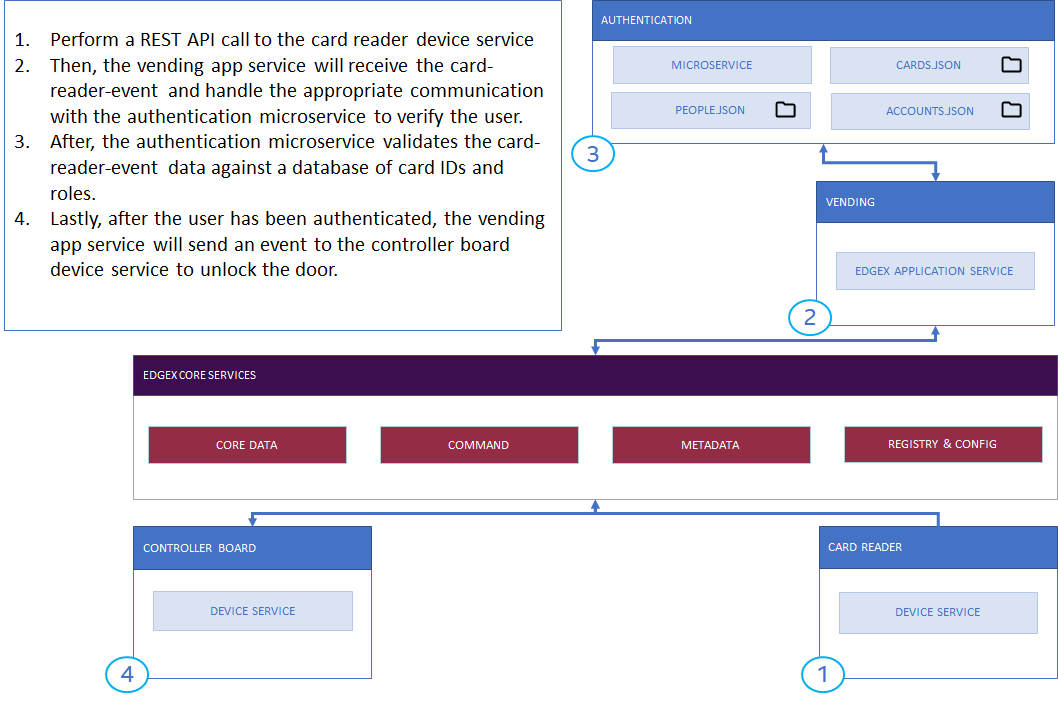 1. Perform a REST API call to the card reader device service
2. Then, the vending app service will receive the card-
reader-event and handle the appropriate communication
with the authentication microservice to verify the user.
3. After, the authentication microservice validates the card-
reader-event data against a database of card IDs and
roles.
4. Lastly, after the user has been authenticated, the vending
app service will send an event to the controller board
device service to unlock the door.
AUTHENTICATION
MICROSERVICE
CARDS.JSON
PEOPLE.JSON
ACCOUNTS.JSON
3
VENDING
EDGEX APPLICATION SERVICE
2
EDGEX CORE SERVICES
CORE DATA
COMMAND
METADATA
REGISTRY & CONFIG
CONTROLLER BOARD
DEVICE SERVICE
4
CARD READER
DEVICE SERVICE
1